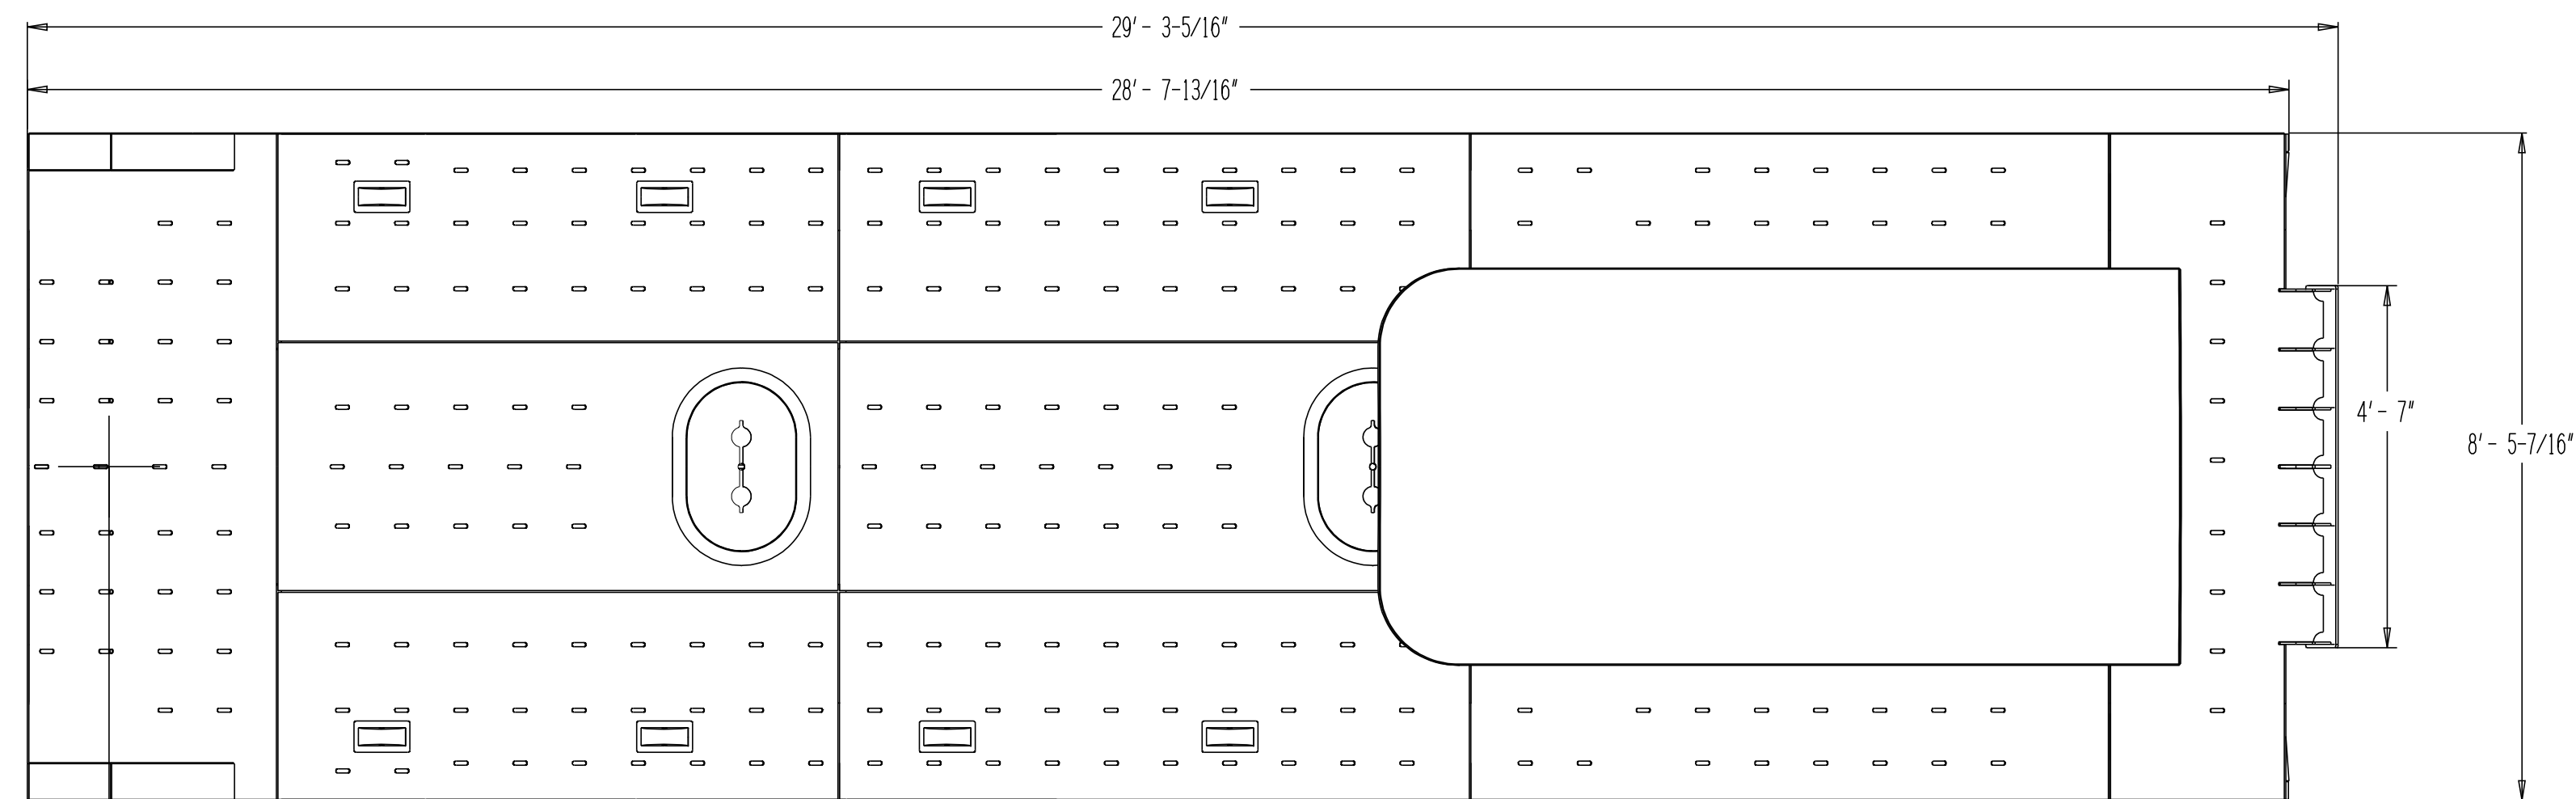 29' - 3-5/16"
28' - 7-13/16"
4' - 7"
8' - 5-7/16"